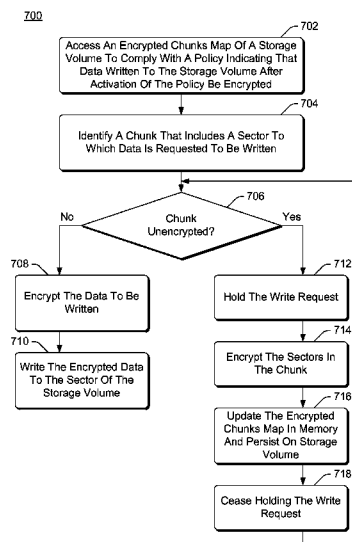 700
702
Access An Encrypted Chunks Map Of A Storage
Volume To Comply With A Policy Indicating That
Data Written To The Storage Volume After
Activation Of The Policy Be Encrypted
704
Identify A Chunk That Includes A Sector To
Which Data Is Requested To Be Written
706
Chunk
Unencrypted?
No
Yes
708
Encrypt The Data To Be
Written
710
Write The Encrypted Data
To The Sector Of The
Storage Volume
712
Hold The Write Request
714
Encrypt The Sectors In
The Chunk
716
Update The Encrypted
Chunks Map In Memory
And Persist On Storage
Volume
718
Cease Holding The Write
Request